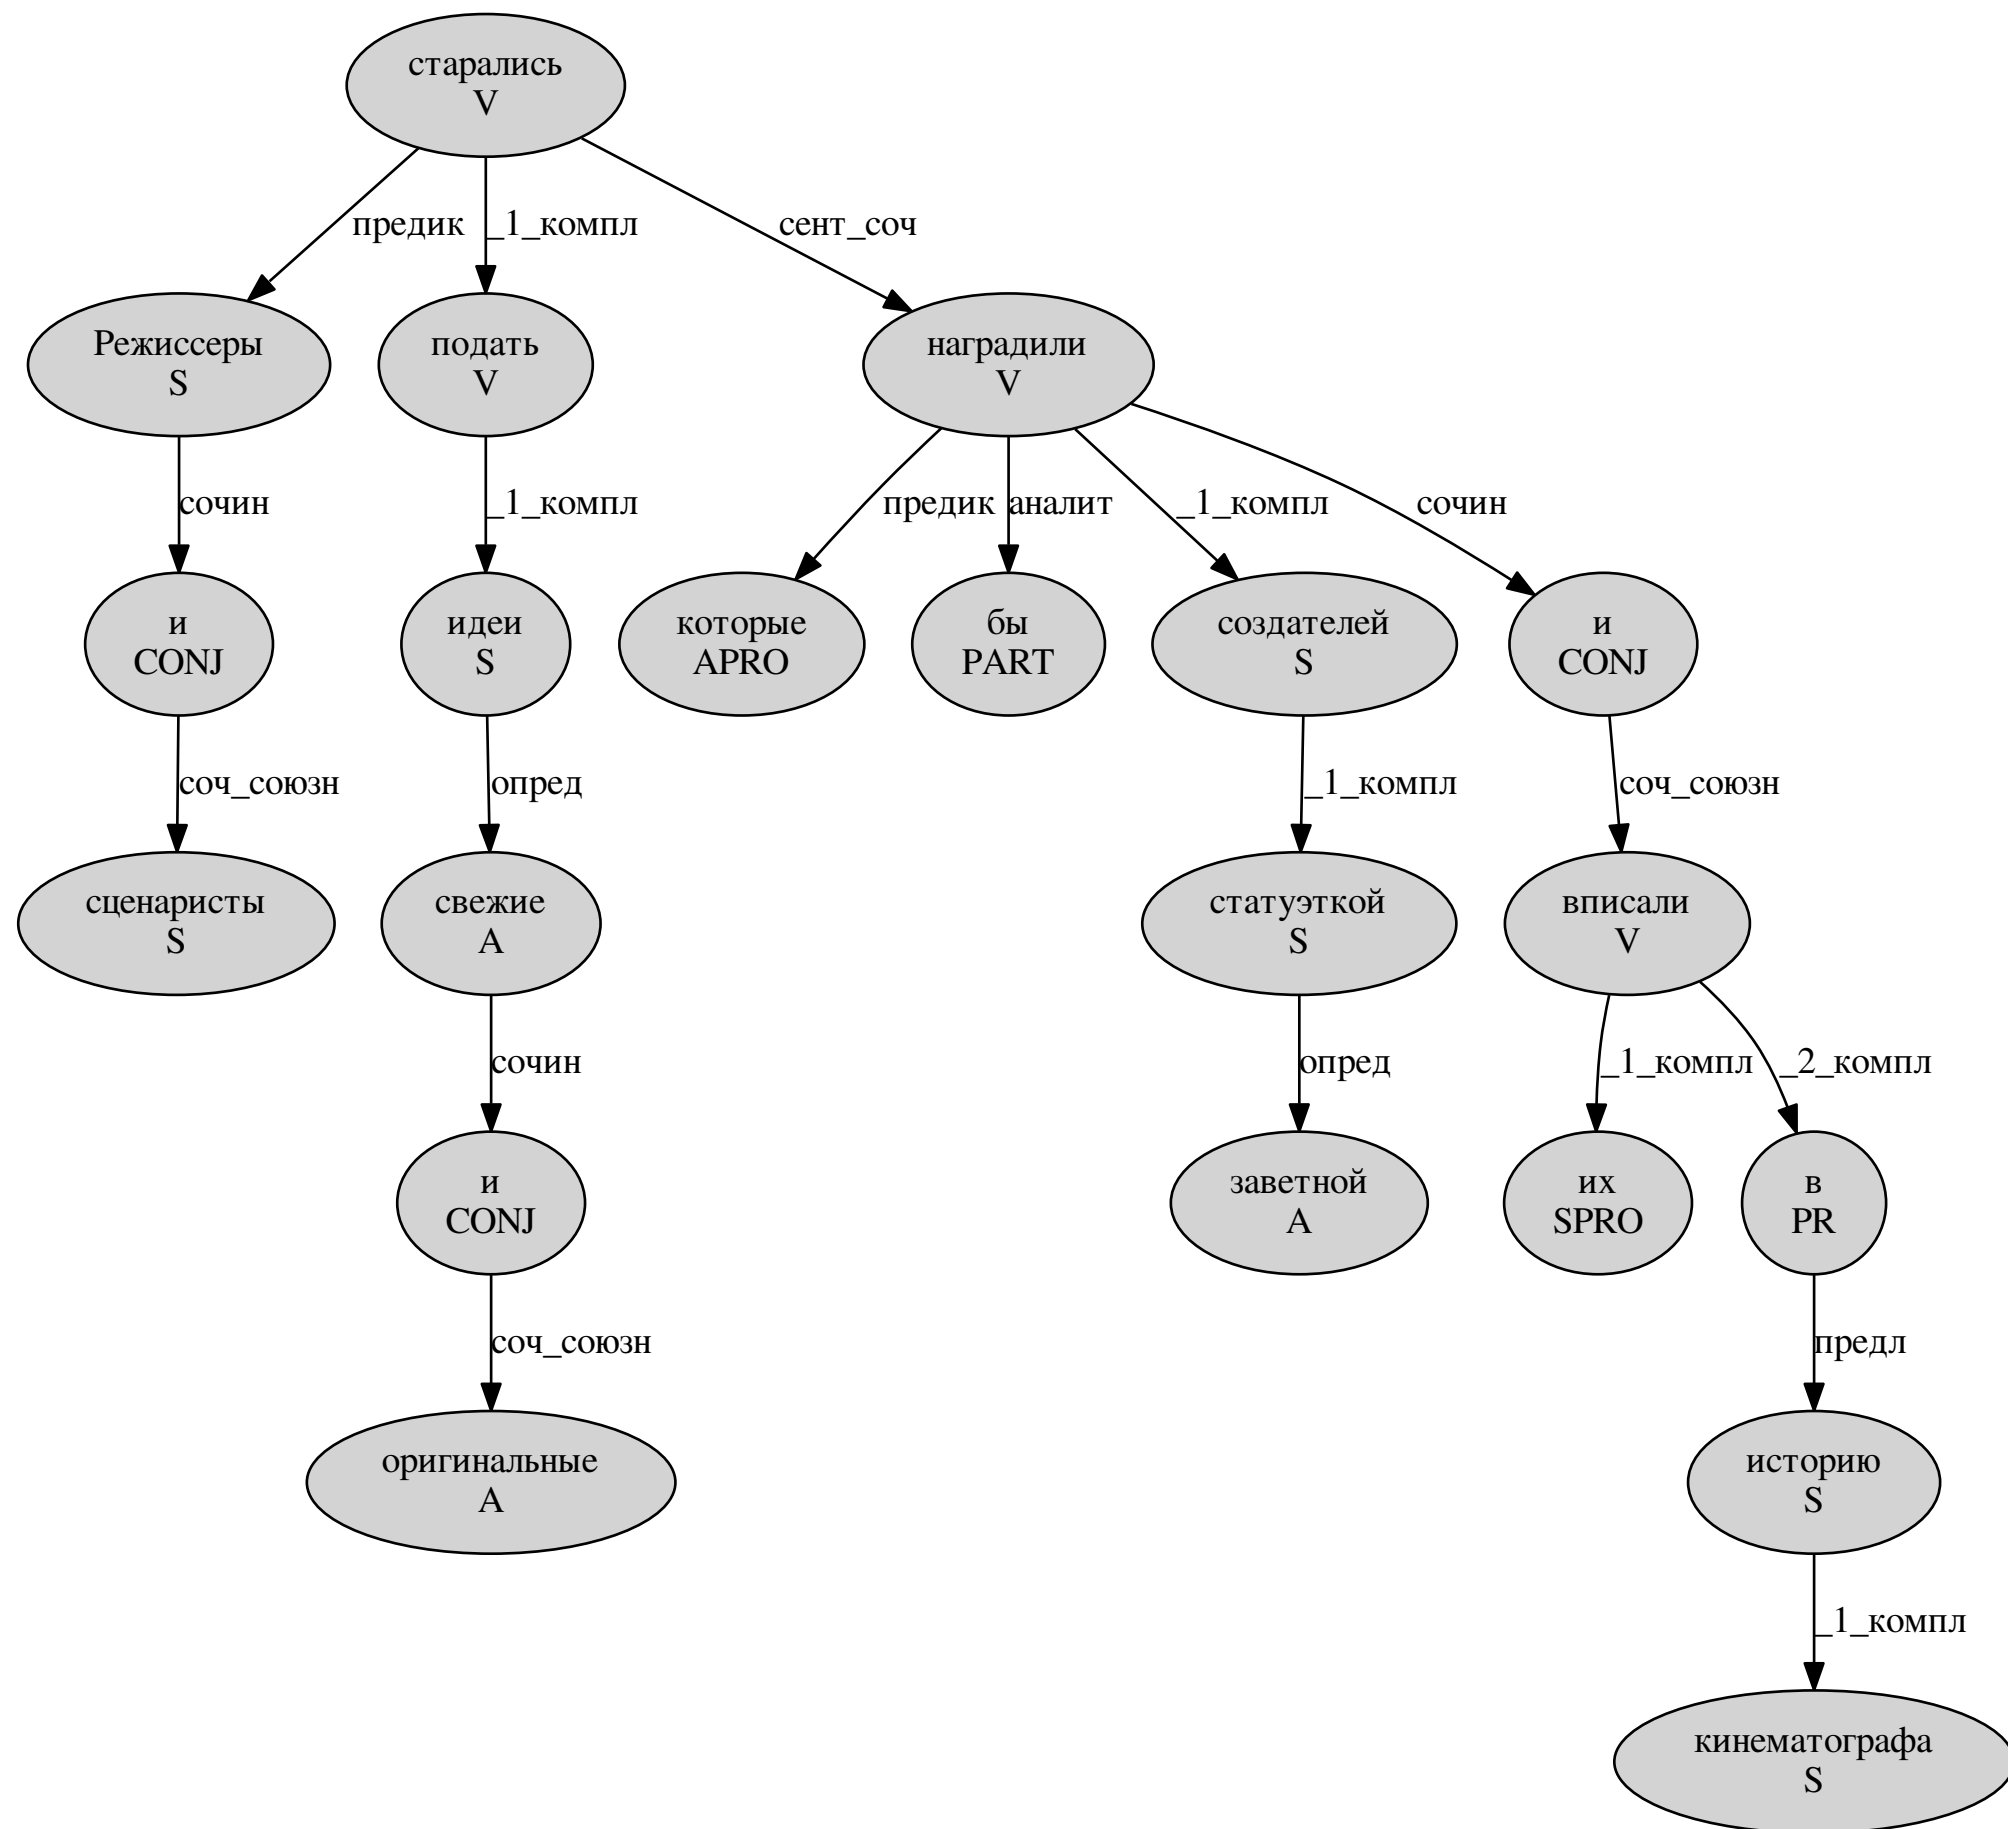 старались
V
предик
_1_компл
сент_соч
Режиссеры
S
подать
V
наградили
V
сочин
_1_компл
предик
аналит
_1_компл
сочин
и
CONJ
идеи
S
которые
APRO
бы
PART
создателей
S
и
CONJ
соч_союзн
опред
_1_компл
соч_союзн
сценаристы
S
свежие
A
статуэткой
S
вписали
V
сочин
опред
_1_компл
_2_компл
и
CONJ
заветной
A
их
SPRO
в
PR
соч_союзн
предл
оригинальные
A
историю
S
_1_компл
кинематографа
S